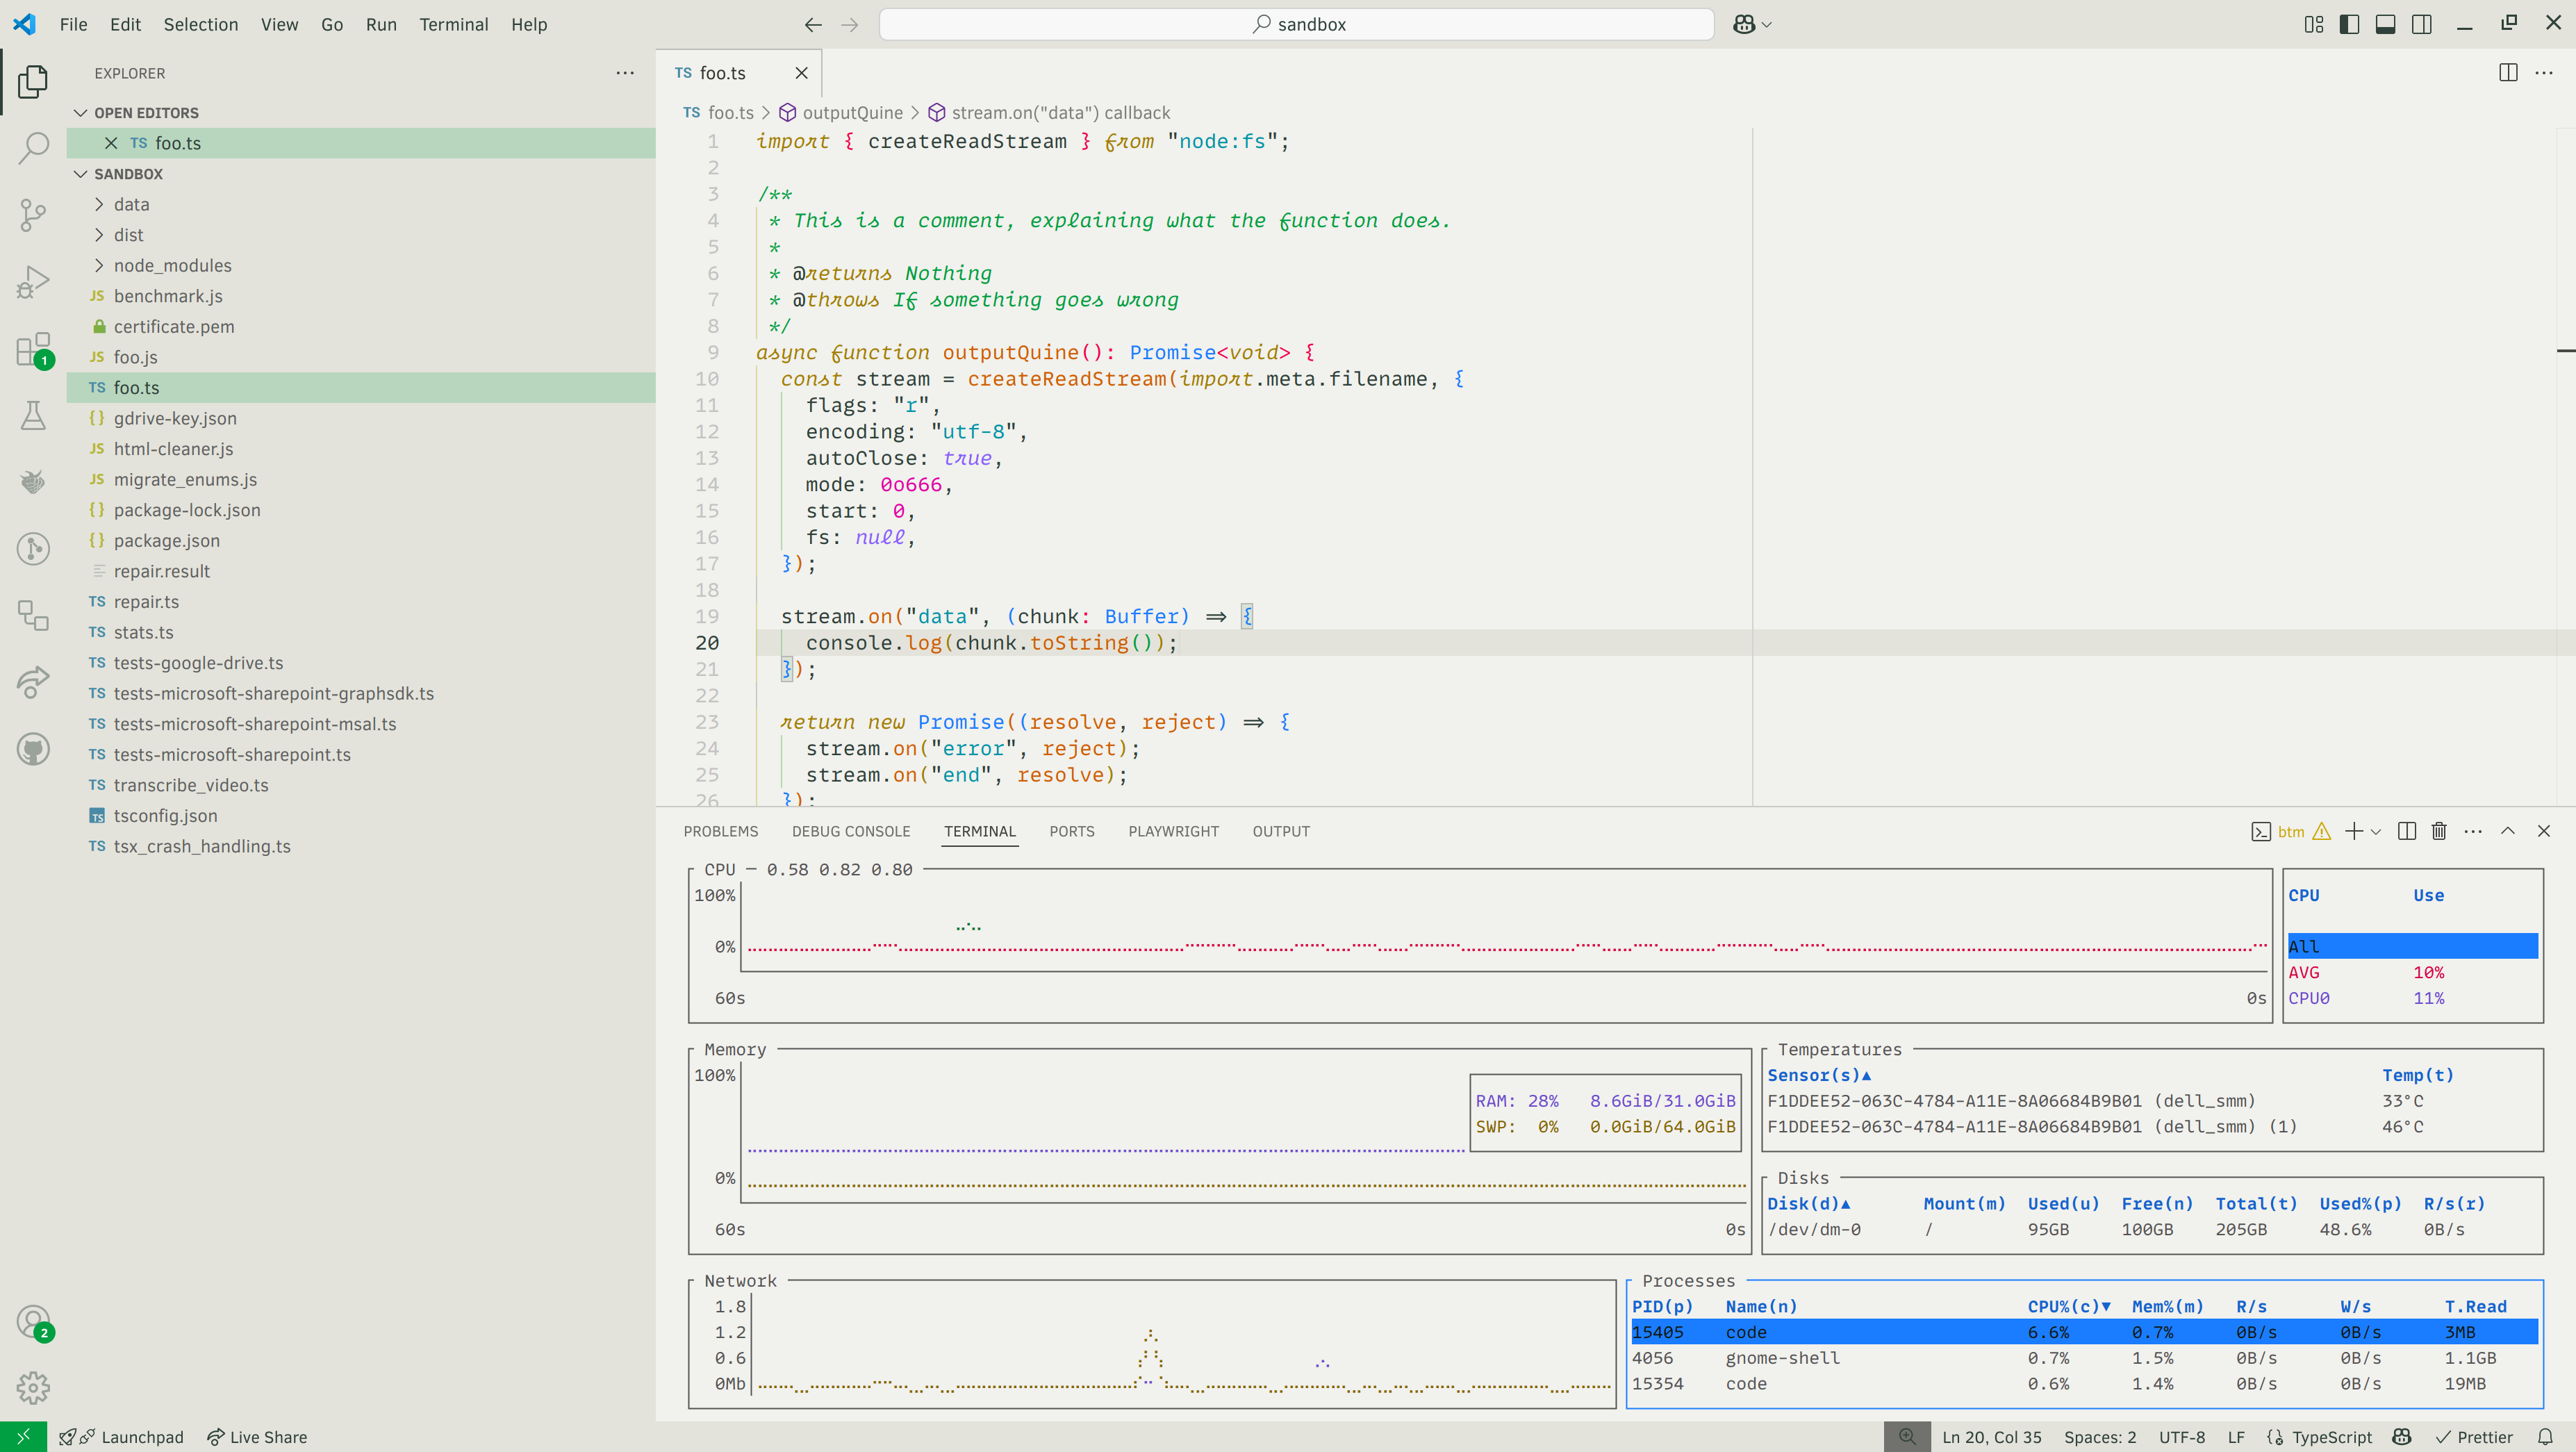 File Edit Selection View Go Run Terminal Help
sandbox
EXPLORER
OPEN EDITORS
TS foo.ts
SANDBOX
data
dist
node_modules
JS benchmark.js
certificate.pem
JS foo.js
TS foo.ts
{} gdrive-key.json
JS html-cleaner.js
JS migrate_enums.js
{} package-lock.json
{} package.json
repair.result
TS repair.ts
TS stats.ts
TS tests-google-drive.ts
TS tests-microsoft-sharepoint-graphsdk.ts
TS tests-microsoft-sharepoint-msal.ts
TS tests-microsoft-sharepoint.ts
TS transcribe_video.ts
TS tsconfig.json
TS tsx_crash_handling.ts
1
2
TS foo.ts
TS foo.ts > outputQuine > stream.on("data") callback
1 import { createReadStream } from "node:fs";
2
3 /**
4 * This is a comment, explaining what the function does.
5 *
6 * @returns Nothing
7 * @throws If something goes wrong
8 */
9 async function outputQuine(): Promise<void> {
10 const stream = createReadStream(import.meta.filename, {
11 flags: "r",
12 encoding: "utf-8",
13 autoClose: true,
14 mode: 0o666,
15 start: 0,
16 fs: null,
17 });
18
19 stream.on("data", (chunk: Buffer) => {
20 console.log(chunk.toString());
21 });
22
23 return new Promise((resolve, reject) => {
24 stream.on("error", reject);
25 stream.on("end", resolve);
26 });
PROBLEMS DEBUG CONSOLE TERMINAL PORTS PLAYWRIGHT OUTPUT
btm
CPU — 0.58 0.82 0.80
100%
0%
60s 0s
CPU Use
All
AVG 10%
CPU0 11%
Memory
100%
RAM: 28% 8.6GiB/31.0GiB
SWP: 0% 0.0GiB/64.0GiB
0%
60s 0s
Temperatures
Sensor(s)▲ Temp(t)
F1DDEE52-063C-4784-A11E-8A06684B9B01 (dell_smm) 33°C
F1DDEE52-063C-4784-A11E-8A06684B9B01 (dell_smm) (1) 46°C
Disks
Disk(d)▲ Mount(m) Used(u) Free(n) Total(t) Used%(p) R/s(r)
/dev/dm-0 / 95GB 100GB 205GB 48.6% 0B/s
Network
1.8
1.2
0.6
0Mb
Processes
PID(p) Name(n) CPU%(c)▼ Mem%(m) R/s W/s T.Read
15405 code 6.6% 0.7% 0B/s 0B/s 3MB
4056 gnome-shell 0.7% 1.5% 0B/s 0B/s 1.1GB
15354 code 0.6% 1.4% 0B/s 0B/s 19MB
Launchpad Live Share
Ln 20, Col 35 Spaces: 2 UTF-8 LF TypeScript Prettier